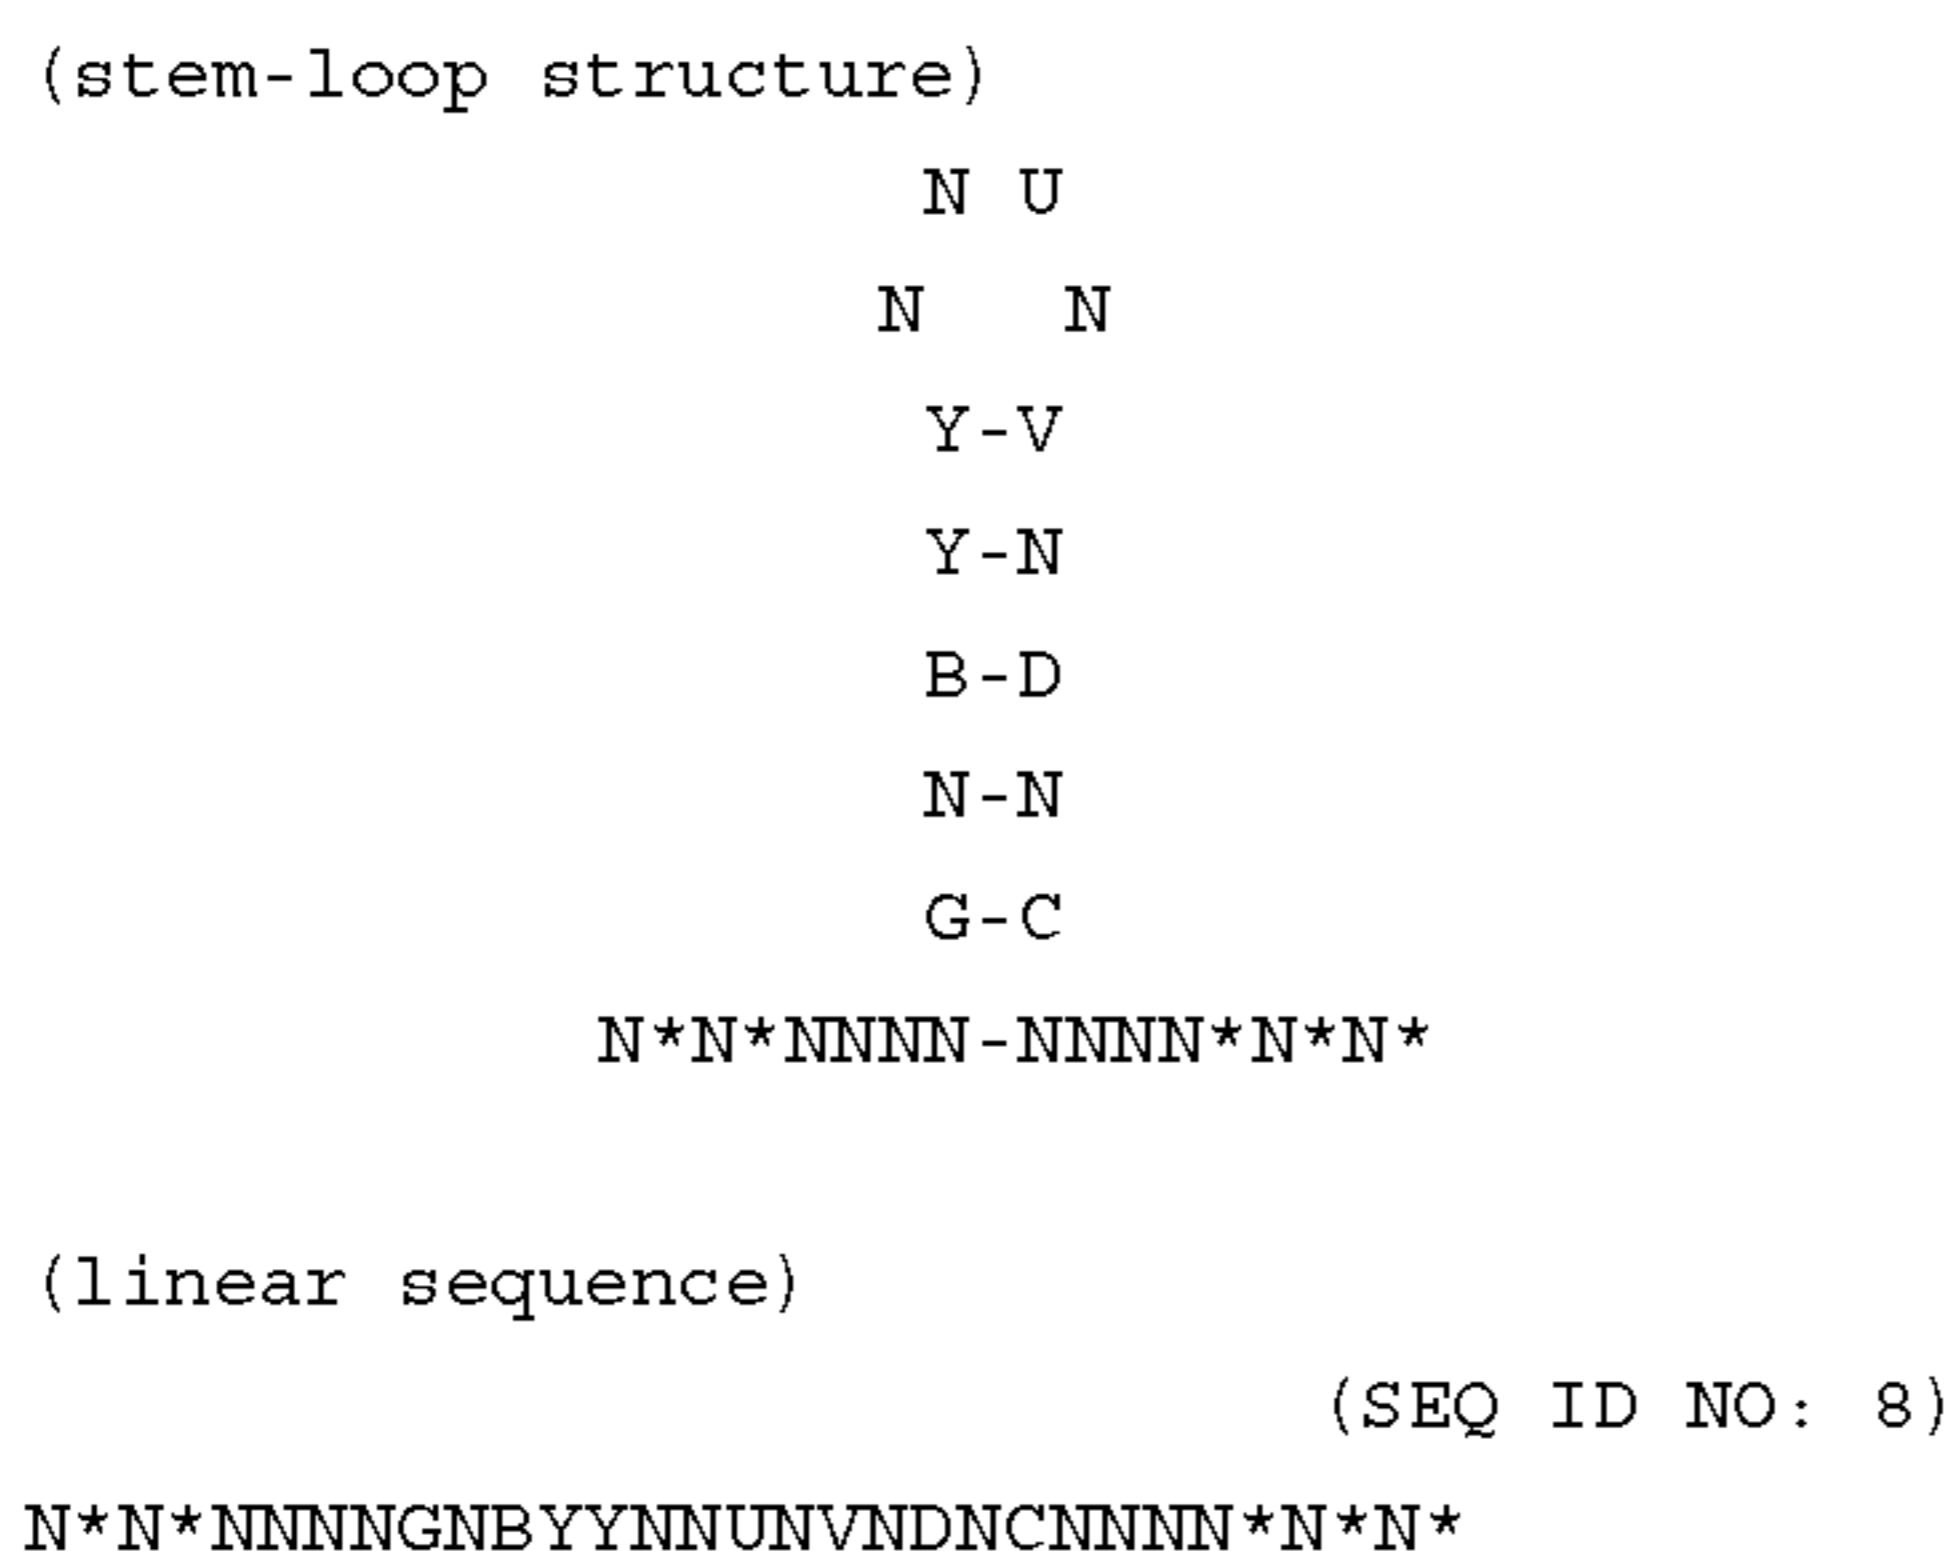 (stem-loop structure)
N U
N N
Y-V
Y-N
B-D
N-N
G-C
N*N*NNNN-NNNN*N*N*
(linear sequence)
(SEQ ID NO: 8)
N*N*NNNNGNBYYNNUNVNDNCNNNN*N*N*